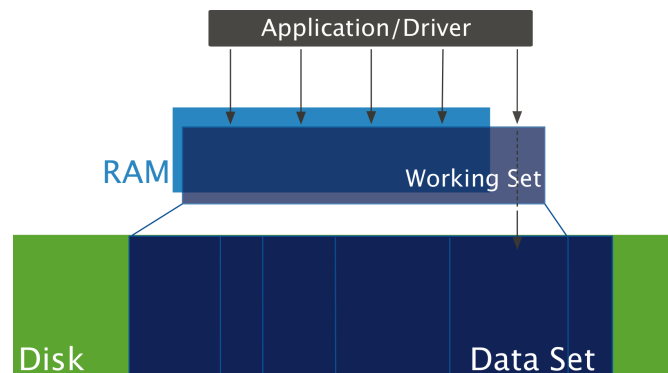 Application/Driver
RAM
Working Set
Disk
Data Set